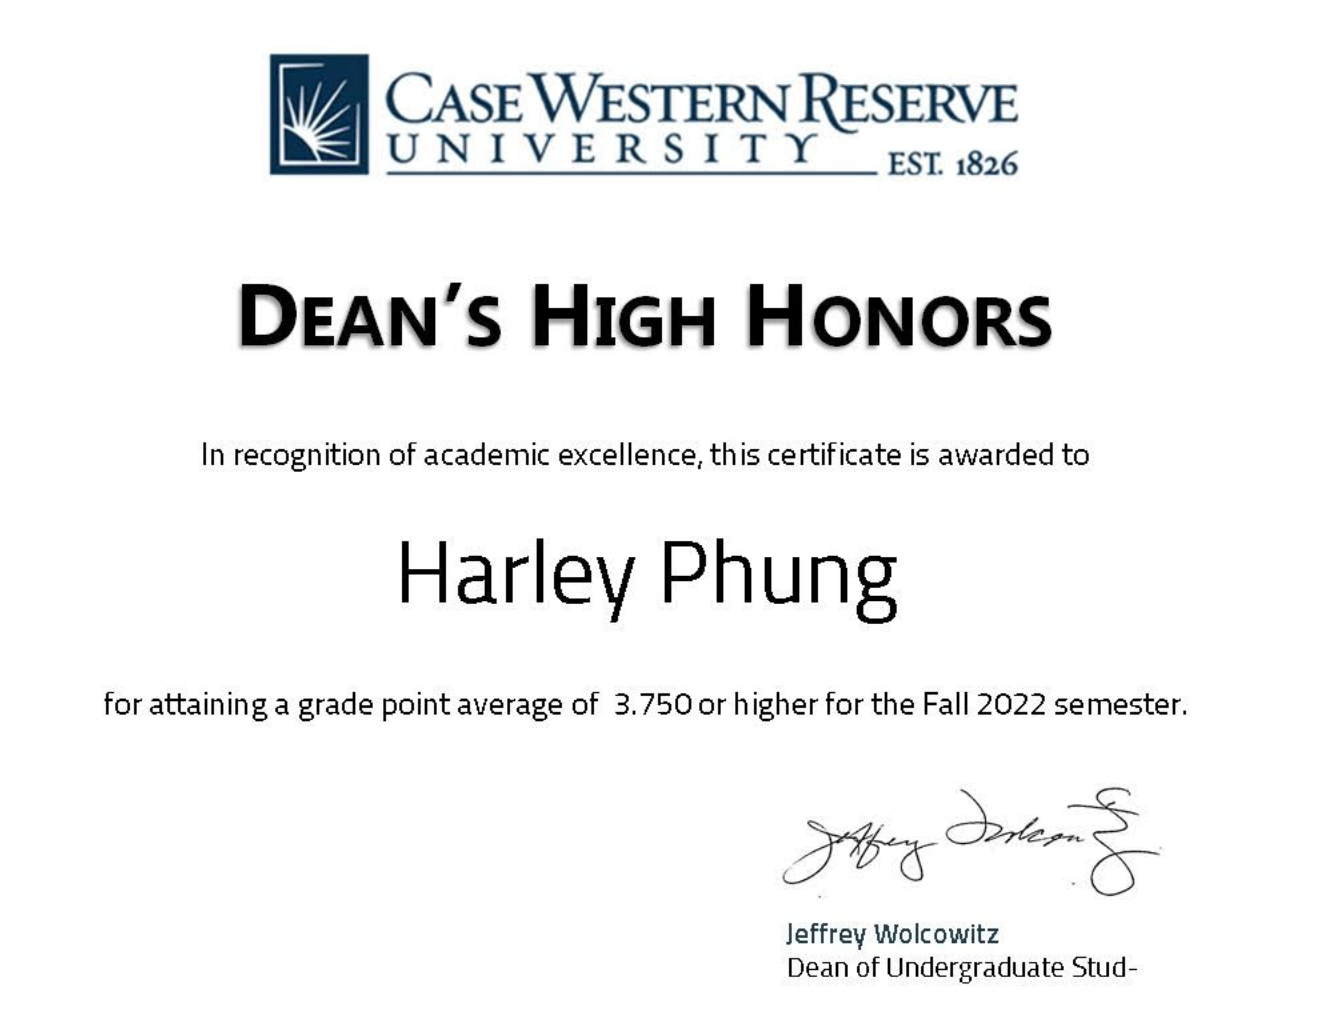 CASE WESTERN RESERVE
UNIVERSITY EST. 1826
DEAN'S HIGH HONORS
In recognition of academic excellence, this certificate is awarded to
Harley Phung
for attaining a grade point average of 3.750 or higher for the Fall 2022 semester.
Jeffrey Wolcowitz
Jeffrey Wolcowitz
Dean of Undergraduate Stud-